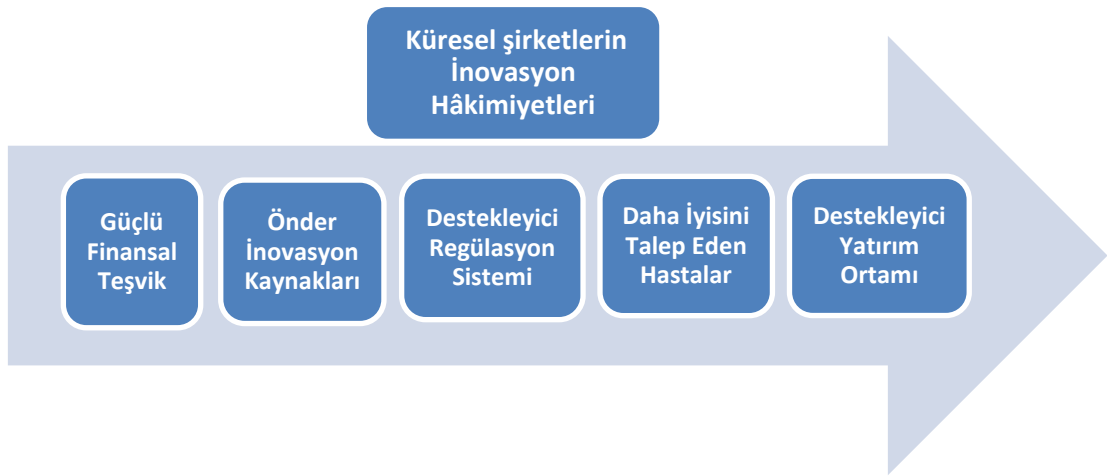 Küresel şirketlerin
İnovasyon
Hâkimiyetleri
Güçlü
Finansal
Teşvik
Önder
İnovasyon
Kaynakları
Destekleyici
Regülasyon
Sistemi
Daha İyisini
Talep Eden
Hastalar
Destekleyici
Yatırım
Ortamı